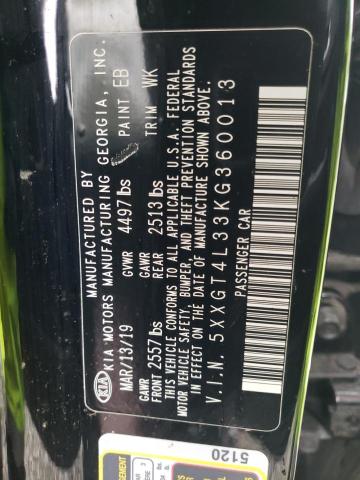 MANUFACTURED BY
KIA KIA MOTORS MANUFACTURING GEORGIA, INC.
MAR/13/19 4497 lbs PAINT EB
GVWR
GAWR GAWR
FRONT 2557 lbs REAR 2513 lbs TRIM WK
THIS VEHICLE CONFORMS TO ALL APPLICABLE U.S.A. FEDERAL
MOTOR VEHICLE SAFETY, BUMPER, AND THEFT PREVENTION STANDARDS
IN EFFECT ON THE DATE OF MANUFACTURE SHOWN ABOVE.
V.I.N. 5XXGT4L33KG360013
PASSENGER CAR
5120